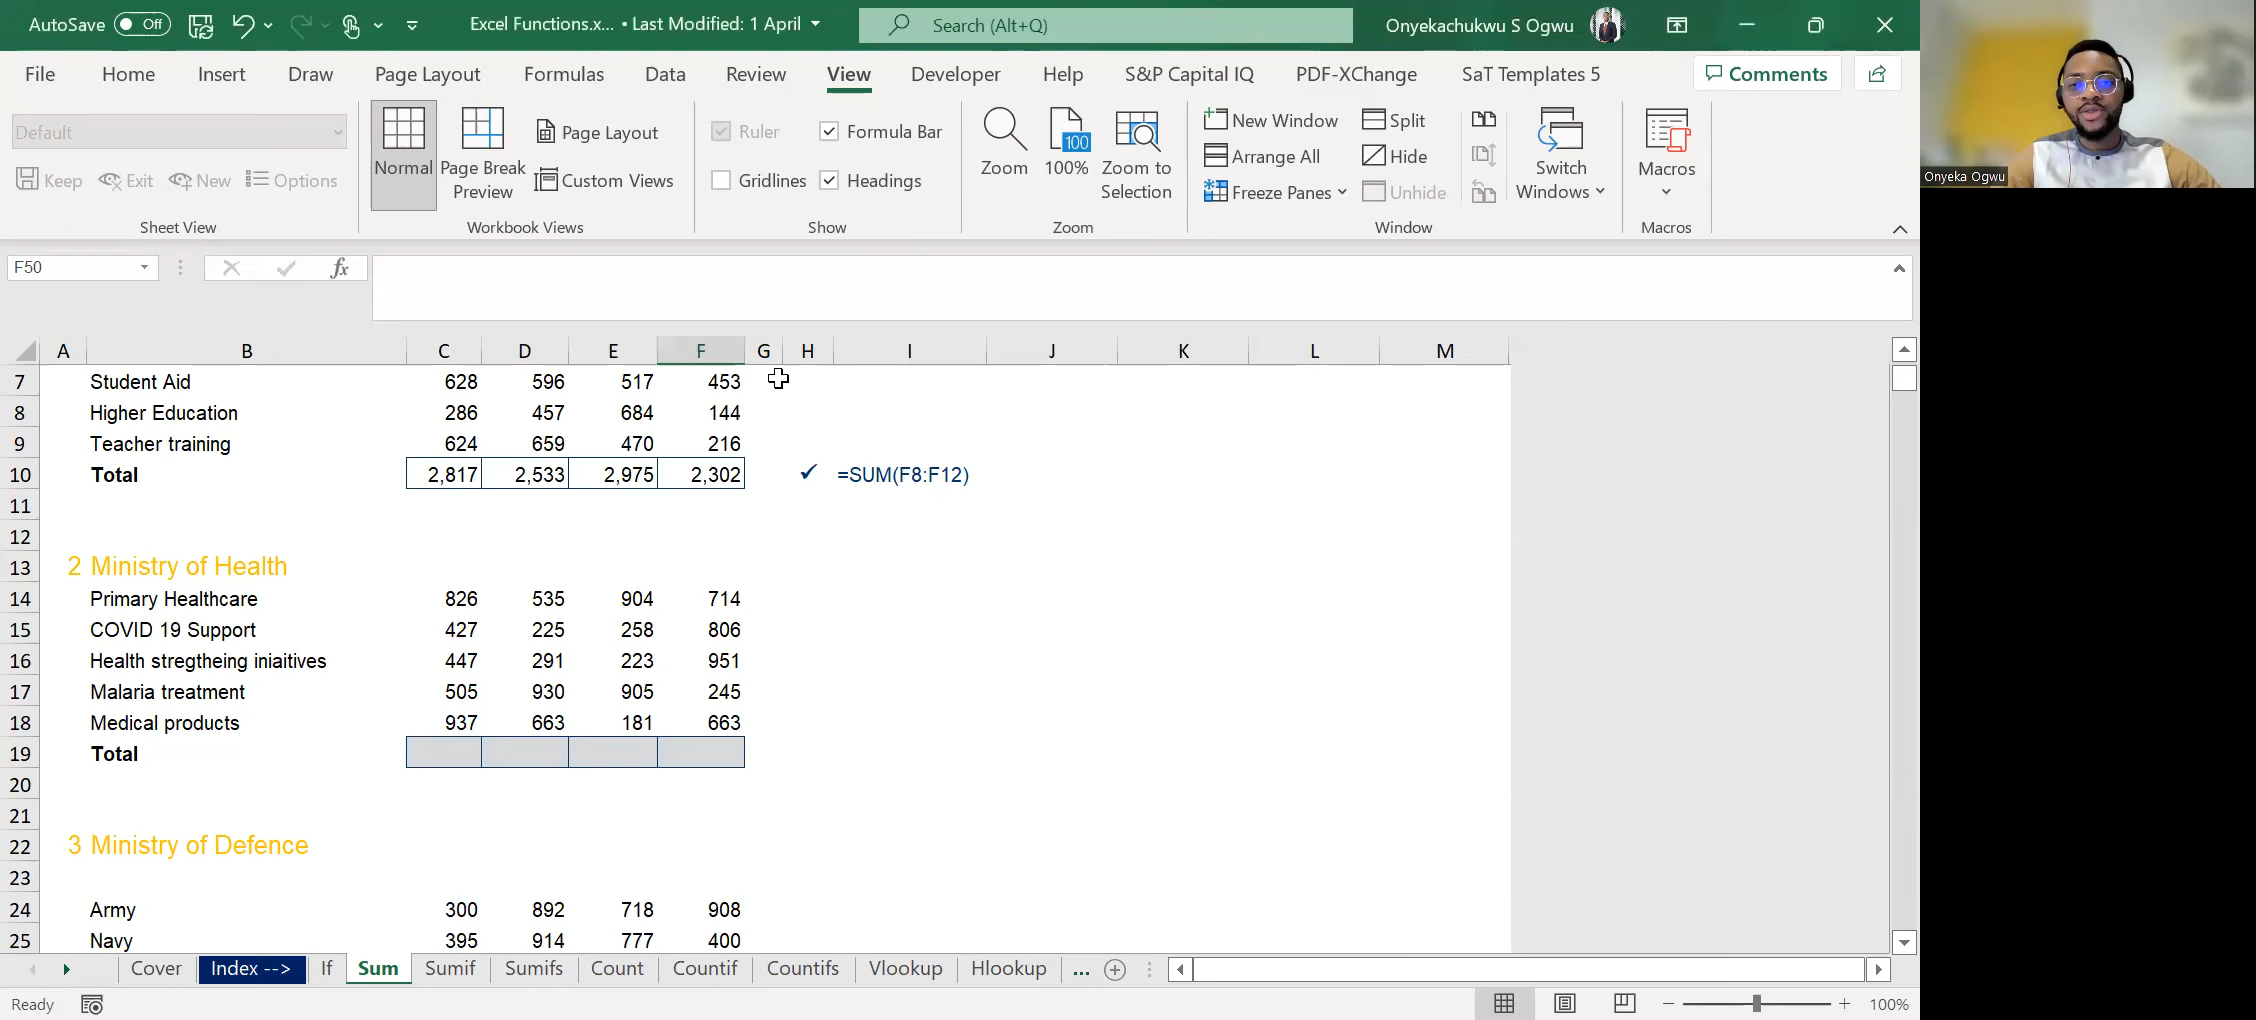 AutoSave Off Excel Functions.x... • Last Modified: 1 April Search (Alt+Q) Onyekachukwu S Ogwu
File Home Insert Draw Page Layout Formulas Data Review View Developer Help S&P Capital IQ PDF-XChange SaT Templates 5 Comments
Default
Keep Exit New Options
Sheet View
Normal
Page Break Preview
Page Layout
Custom Views
Workbook Views
Ruler Formula Bar
Gridlines Headings
Show
Zoom
100
100%
Zoom to Selection
Zoom
New Window
Arrange All
Freeze Panes
Split
Hide
Unhide
Switch Windows
Window
Macros
Macros
Onyeka Ogwu
F50 fx
A B C D E F G H I J K L M
7 Student Aid 628 596 517 453
8 Higher Education 286 457 684 144
9 Teacher training 624 659 470 216
10 Total 2,817 2,533 2,975 2,302 ✓ =SUM(F8:F12)
11
12
13 2 Ministry of Health
14 Primary Healthcare 826 535 904 714
15 COVID 19 Support 427 225 258 806
16 Health stregtheing iniaitives 447 291 223 951
17 Malaria treatment 505 930 905 245
18 Medical products 937 663 181 663
19 Total
20
21
22 3 Ministry of Defence
23
24 Army 300 892 718 908
25 Navy 395 914 777 400
Cover Index --> If Sum Sumif Sumifs Count Countif Countifs Vlookup Hlookup ...
Ready 100%